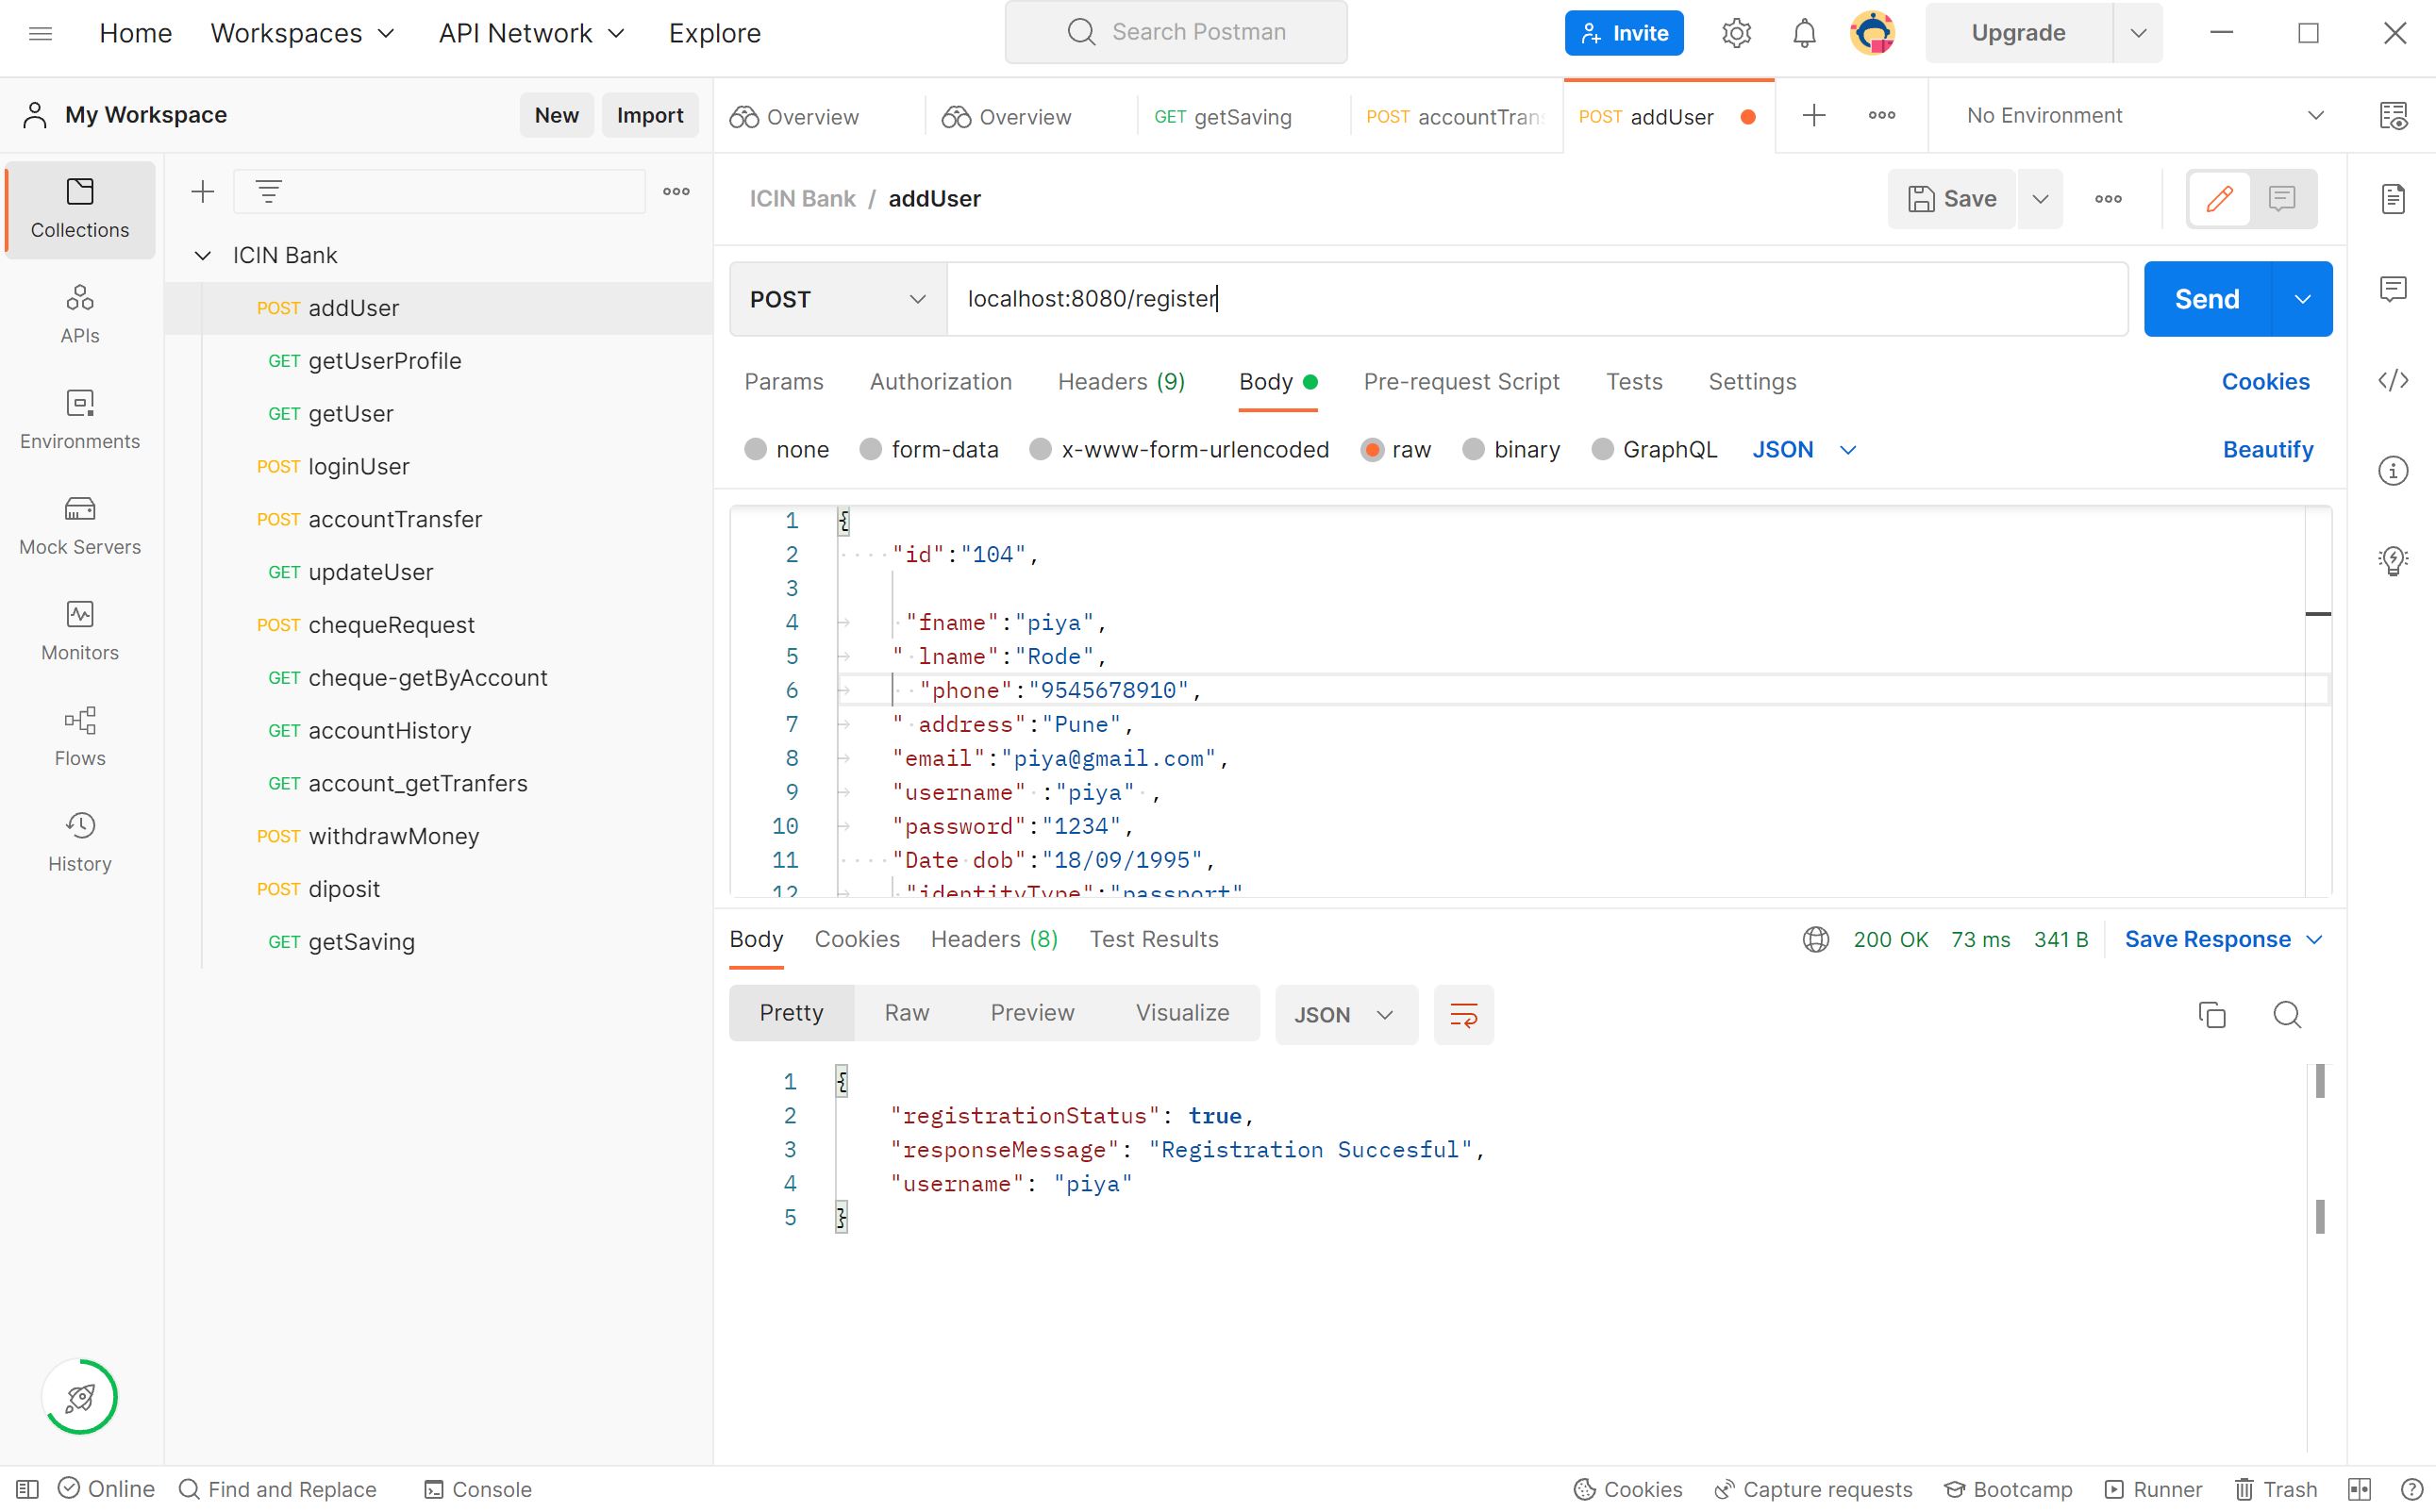 Home Workspaces API Network Explore Search Postman Invite Upgrade
My Workspace New Import
Overview Overview GET getSaving POST accountTran POST addUser No Environment
Collections
APIs
Environments
Mock Servers
Monitors
Flows
History
ICIN Bank
POST addUser
GET getUserProfile
GET getUser
POST loginUser
POST accountTransfer
GET updateUser
POST chequeRequest
GET cheque-getByAccount
GET accountHistory
GET account_getTranfers
POST withdrawMoney
POST diposit
GET getSaving
ICIN Bank / addUser Save
POST localhost:8080/register Send
Params Authorization Headers (9) Body Pre-request Script Tests Settings Cookies
none form-data x-www-form-urlencoded raw binary GraphQL JSON Beautify
1 {
2 "id":"104",
3
4 "fname":"piya",
5 " lname":"Rode",
6 "phone":"9545678910",
7 " address":"Pune",
8 "email":"piya@gmail.com",
9 "username" :"piya" ,
10 "password":"1234",
11 "Date dob":"18/09/1995",
12 "identityType":"passport"
Body Cookies Headers (8) Test Results 200 OK 73 ms 341 B Save Response
Pretty Raw Preview Visualize JSON
1 {
2 "registrationStatus": true,
3 "responseMessage": "Registration Succesful",
4 "username": "piya"
5 }
Online Find and Replace Console Cookies Capture requests Bootcamp Runner Trash